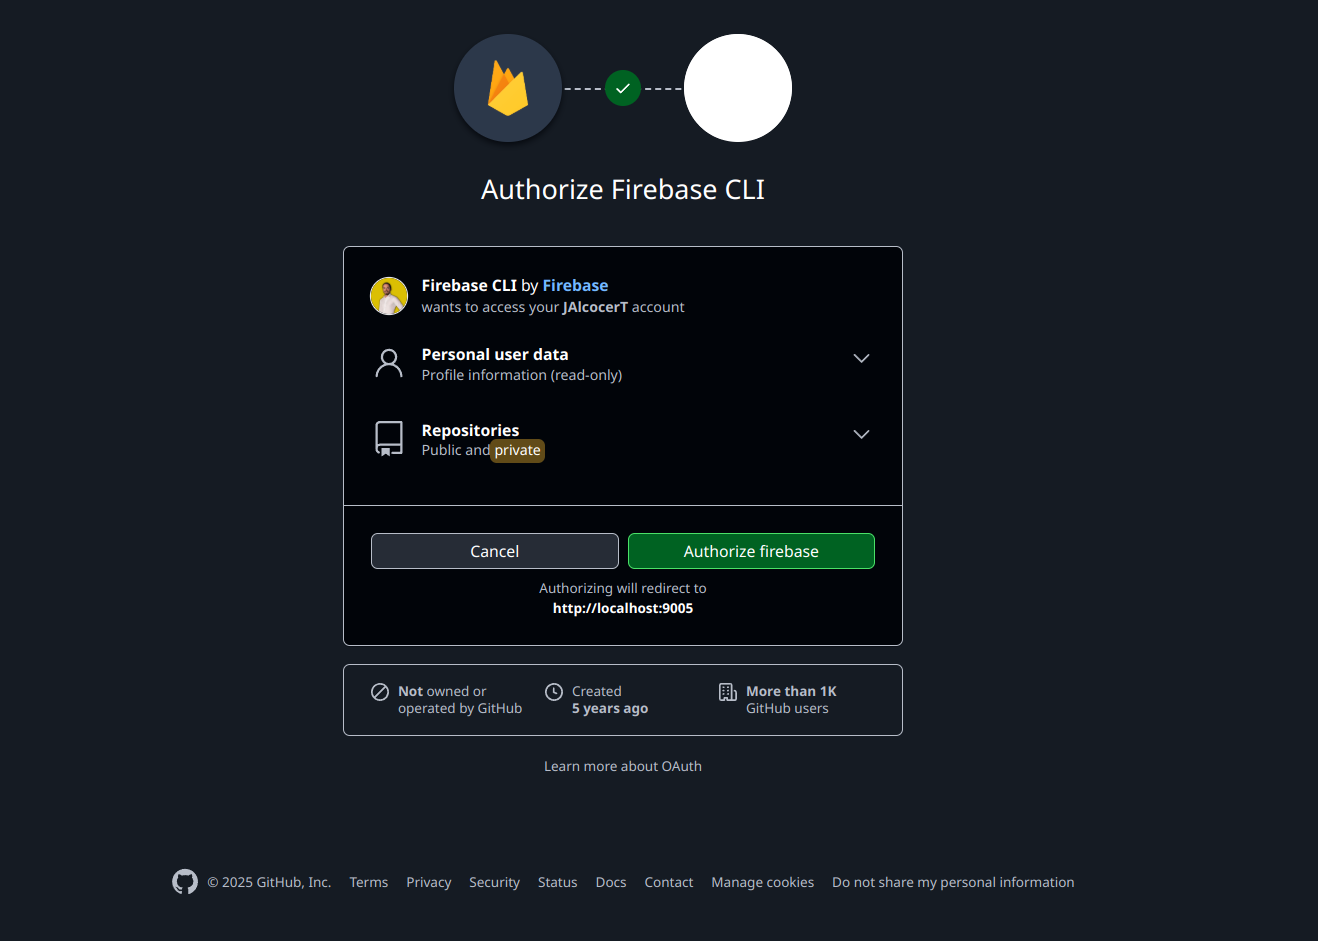 Authorize Firebase CLI
Firebase CLI by Firebase
wants to access your JAlcocerT account
Personal user data
Profile information (read-only)
Repositories
Public and private
Cancel
Authorize firebase
Authorizing will redirect to
http://localhost:9005
Not owned or
operated by GitHub
Created
5 years ago
More than 1K
GitHub users
Learn more about OAuth
© 2025 GitHub, Inc. Terms Privacy Security Status Docs Contact Manage cookies Do not share my personal information